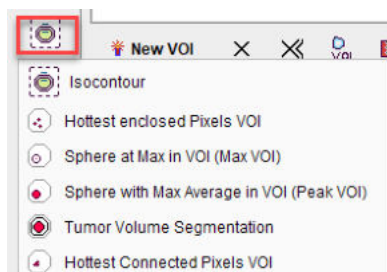 New VOI VOI
Isocontour
Hottest enclosed Pixels VOI
Sphere at Max in VOI (Max VOI)
Sphere with Max Average in VOI (Peak VOI)
Tumor Volume Segmentation
Hottest Connected Pixels VOI